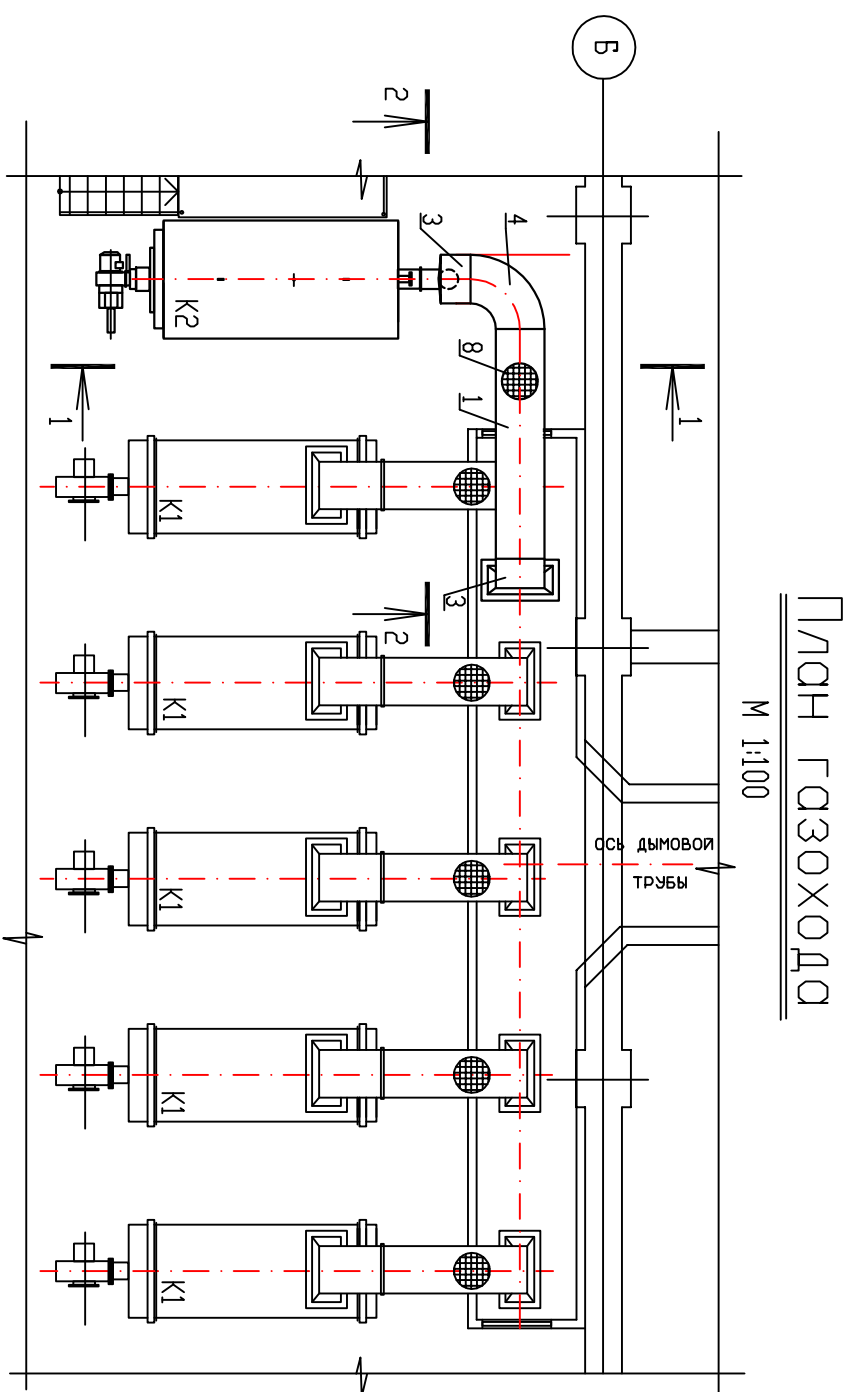 План газохода
М 1:100
Б
2
1
1
2
3
4
8
1
3
К2
К1
К1
К1
К1
К1
ОСЬ ДЫМОВОЙ
ТРУБЫ